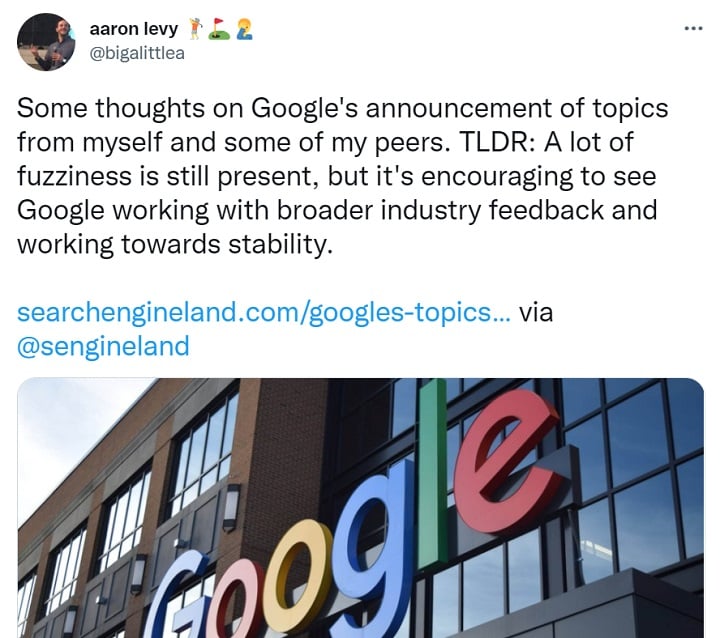 aaron levy 🏌️⛳🤦
@bigalittlea
Some thoughts on Google's announcement of topics
from myself and some of my peers. TLDR: A lot of
fuzziness is still present, but it's encouraging to see
Google working with broader industry feedback and
working towards stability.
searchengineland.com/googles-topics... via
@sengineland
Google